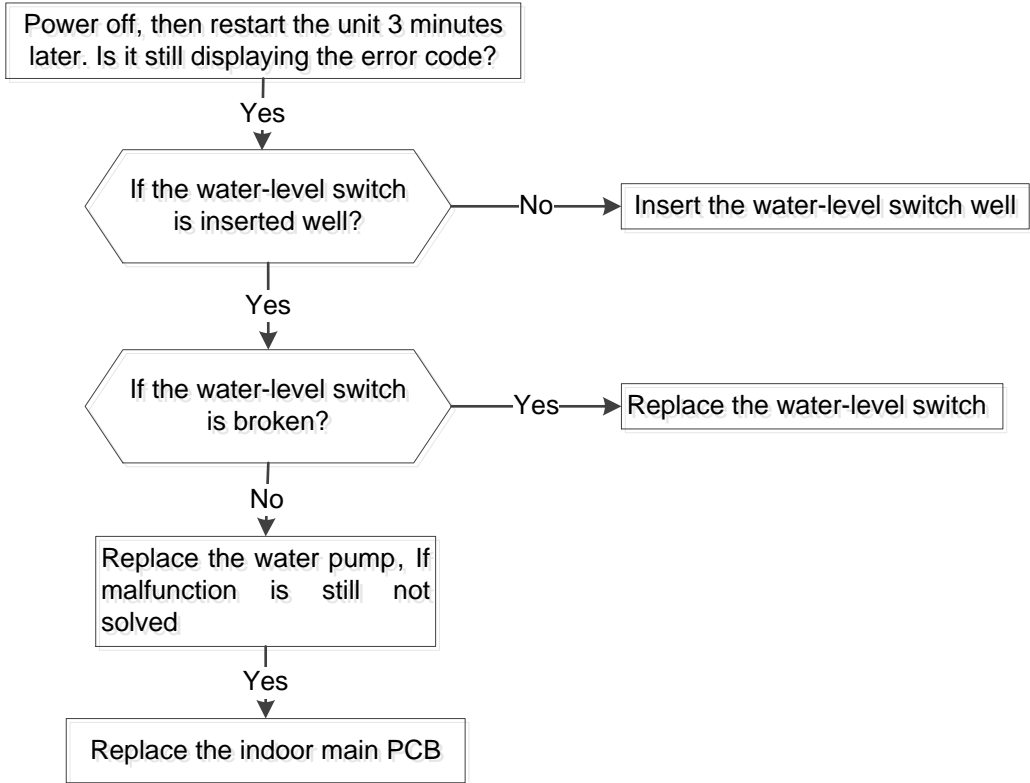 Power off, then restart the unit 3 minutes
later. Is it still displaying the error code?
Yes
If the water-level switch
is inserted well?
No
Insert the water-level switch well
Yes
If the water-level switch
is broken?
Yes
Replace the water-level switch
No
Replace the water pump, If
malfunction is still not
solved
Yes
Replace the indoor main PCB